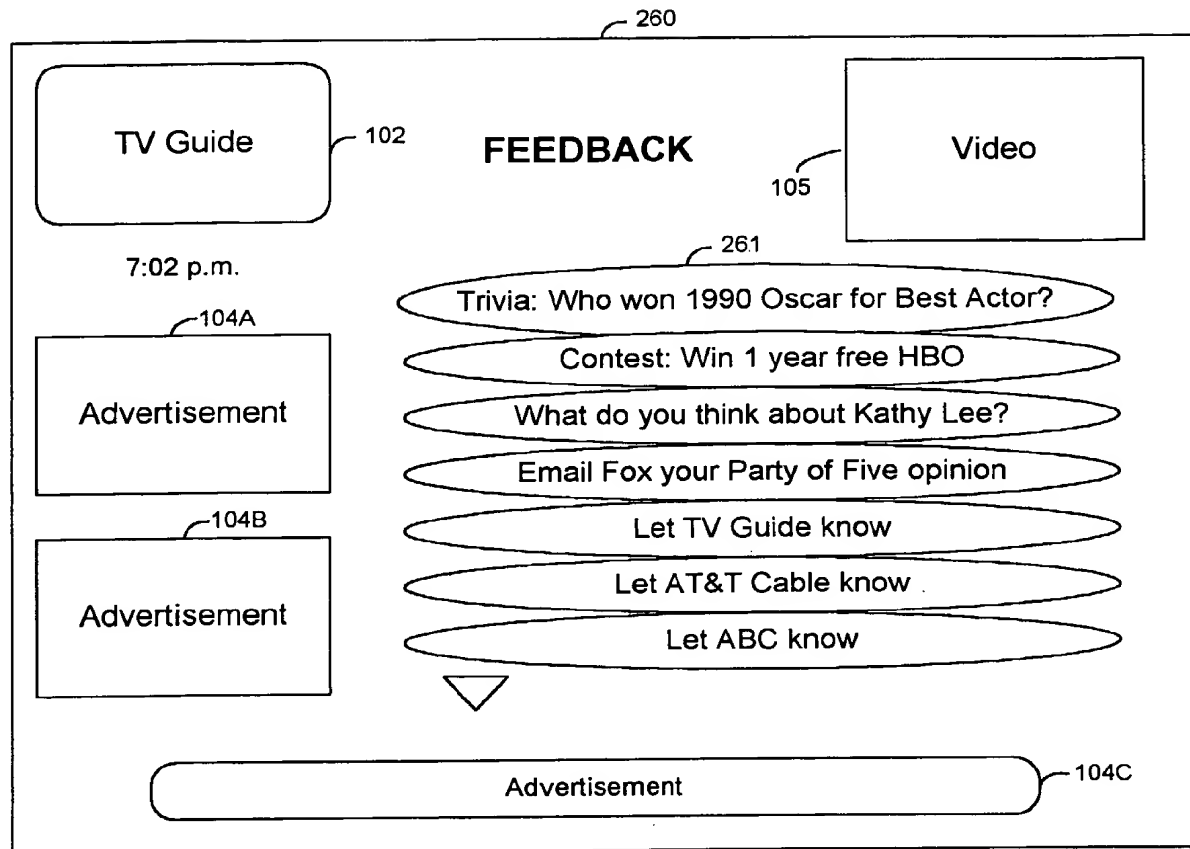 260
TV Guide
102
FEEDBACK
Video
105
7:02 p.m.
261
Trivia: Who won 1990 Oscar for Best Actor?
104A
Contest: Win 1 year free HBO
Advertisement
What do you think about Kathy Lee?
Email Fox your Party of Five opinion
104B
Let TV Guide know
Advertisement
Let AT&T Cable know
Let ABC know
Advertisement
104C